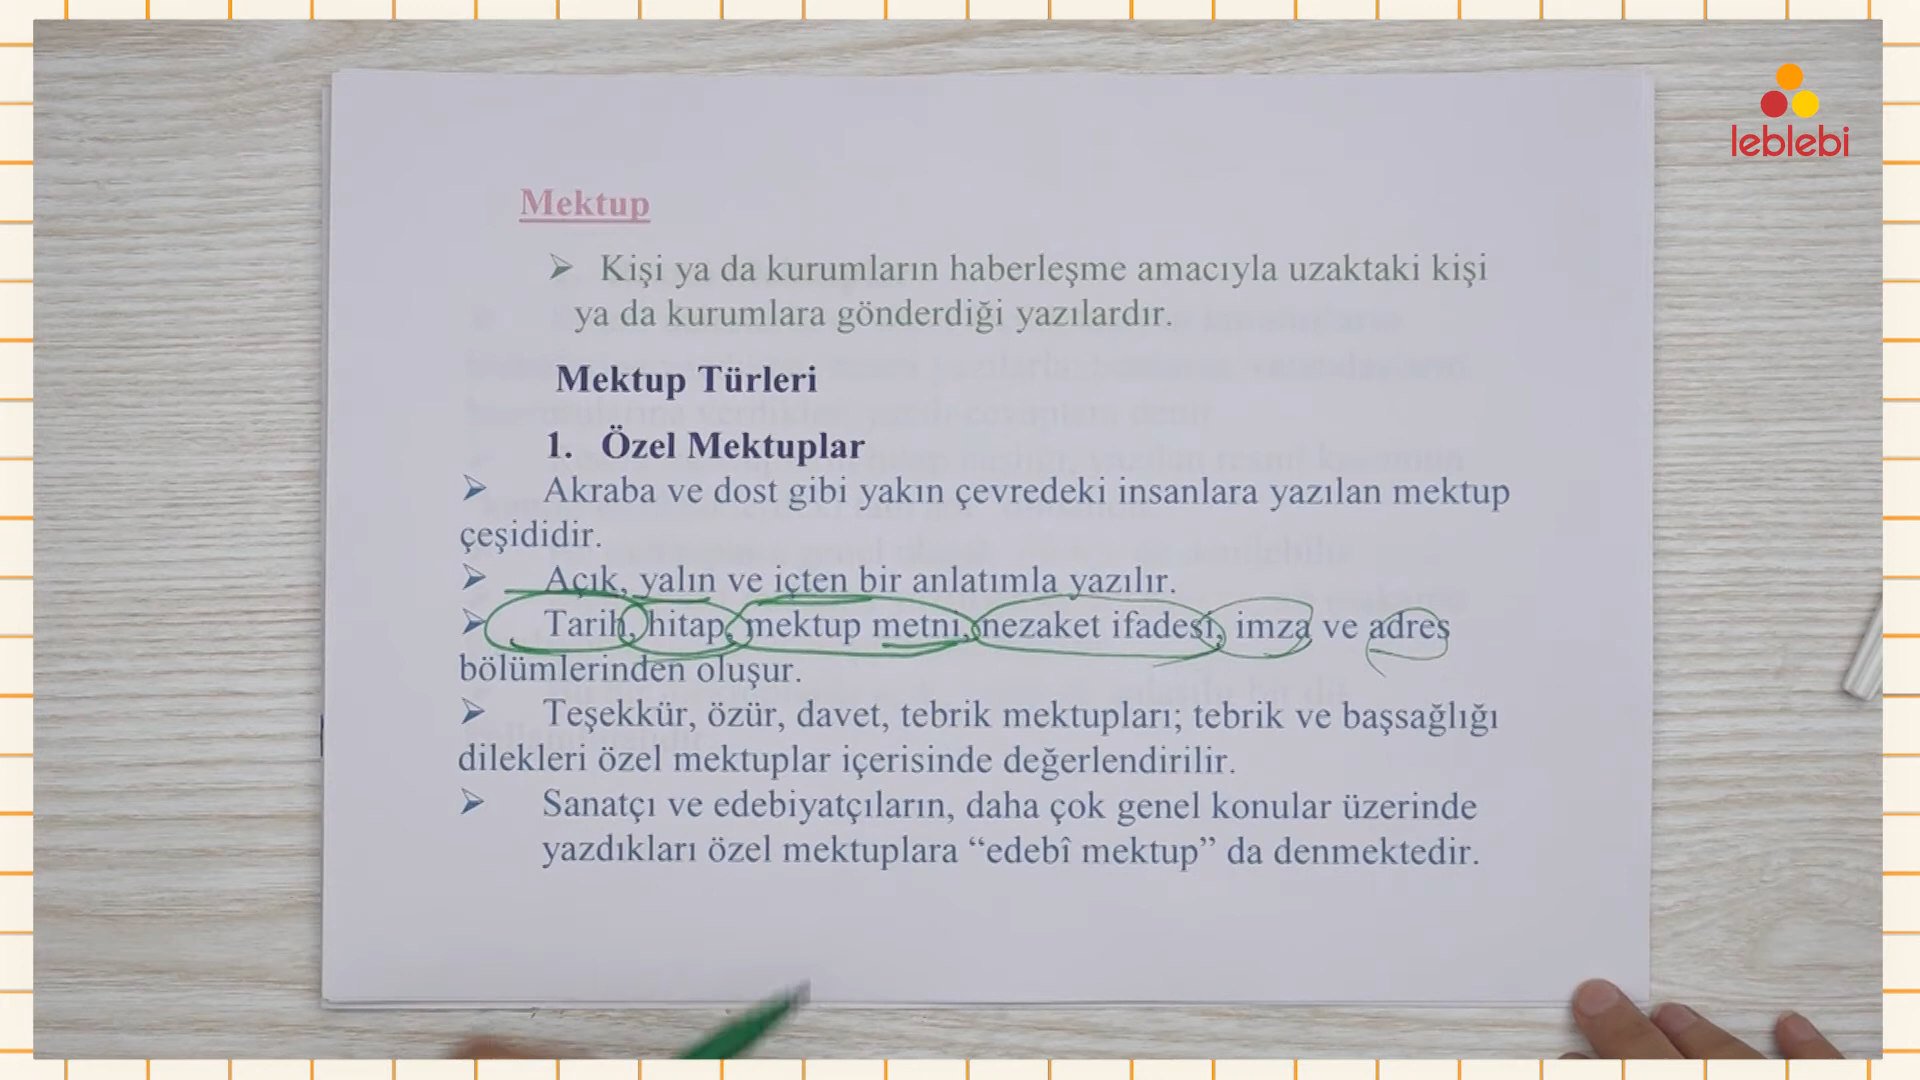 leblebi
Mektup
➢ Kişi ya da kurumların haberleşme amacıyla uzaktaki kişi
ya da kurumlara gönderdiği yazılardır.
Mektup Türleri
1. Özel Mektuplar
➢ Akraba ve dost gibi yakın çevredeki insanlara yazılan mektup
çeşididir.
➢ Açık, yalın ve içten bir anlatımla yazılır.
➢ Tarih, hitap, mektup metni, nezaket ifadesi, imza ve adres
bölümlerinden oluşur.
➢ Teşekkür, özür, davet, tebrik mektupları; tebrik ve başsağlığı
dilekleri özel mektuplar içerisinde değerlendirilir.
➢ Sanatçı ve edebiyatçıların, daha çok genel konular üzerinde
yazdıkları özel mektuplara “edebî mektup” da denmektedir.